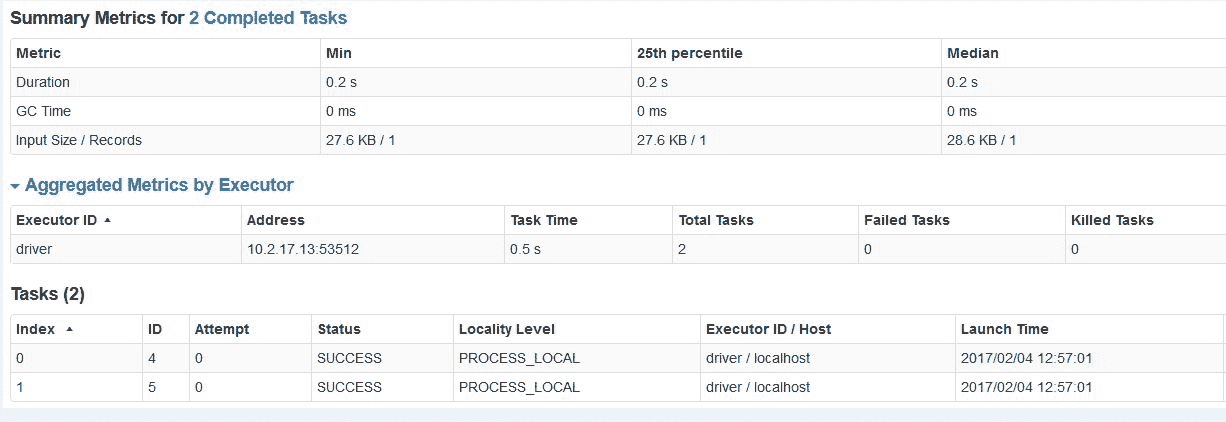 Summary Metrics for 2 Completed Tasks
Metric Min 25th percentile Median
Duration 0.2 s 0.2 s 0.2 s
GC Time 0 ms 0 ms 0 ms
Input Size / Records 27.6 KB / 1 27.6 KB / 1 28.6 KB / 1
Aggregated Metrics by Executor
Executor ID Address Task Time Total Tasks Failed Tasks Killed Tasks
driver 10.2.17.13:53512 0.5 s 2 0 0
Tasks (2)
Index ID Attempt Status Locality Level Executor ID / Host Launch Time
0 4 0 SUCCESS PROCESS_LOCAL driver / localhost 2017/02/04 12:57:01
1 5 0 SUCCESS PROCESS_LOCAL driver / localhost 2017/02/04 12:57:01